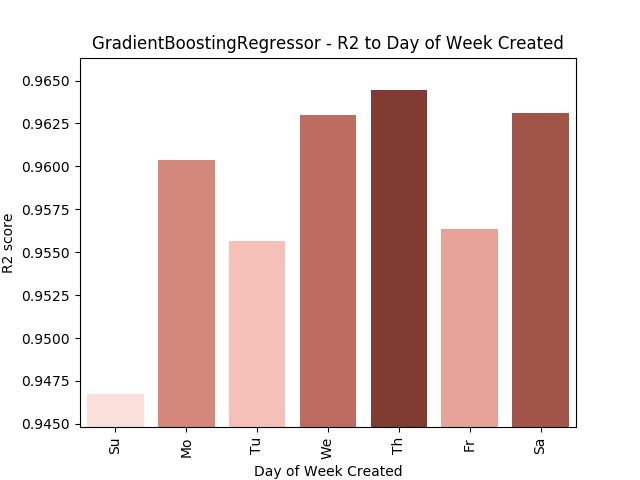 GradientBoostingRegressor - R2 to Day of Week Created
0.9650
0.9625
0.9600
0.9575
0.9550
0.9525
0.9500
0.9475
0.9450
R2 score
Su
Mo
Tu
We
Th
Fr
Sa
Day of Week Created